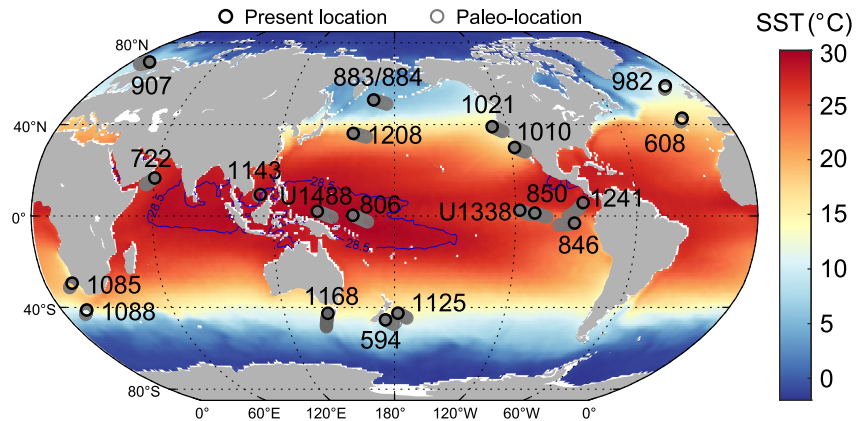 Present location
Paleo-location
SST (°C)
80°N
907
883/884
982
1021
40°N
1208
1010
608
722
1143
U1488
806
850
1241
28.5
U1338
0°
28.5
846
1085
1168
1125
1088
40°S
594
80°S
0°
60°E
120°E
180°
120°W
60°W
0°
30
25
20
15
10
5
0